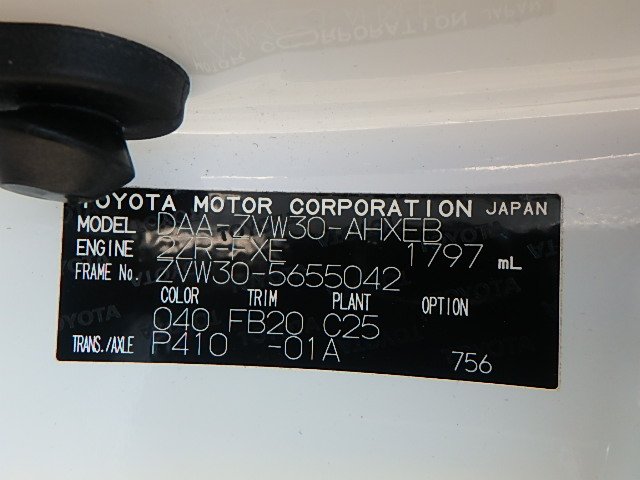 TOYOTA MOTOR CORPORATION JAPAN
MODEL DAA-ZVW30-AHXEB
ENGINE 2ZR-FXE 1797 mL
FRAME No. ZVW30-5655042
COLOR TRIM PLANT OPTION
040 FB20 C25
TRANS./AXLE P410 -01A 756